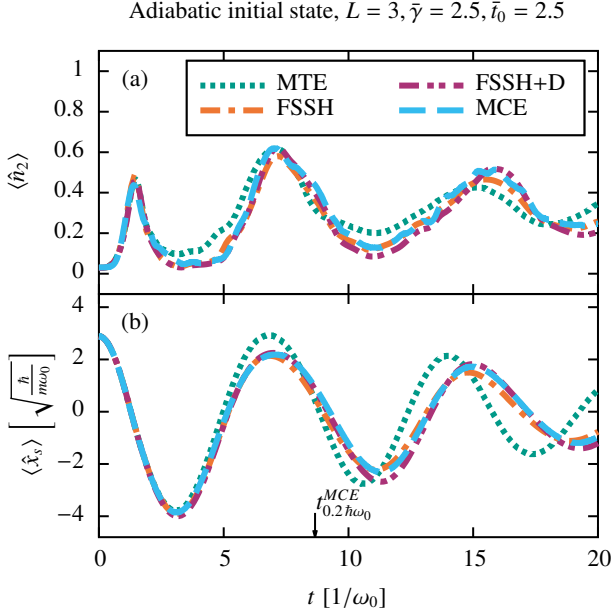 Adiabatic initial state, L = 3, γ̄ = 2.5, t̄₀ = 2.5
(a)
MTE
FSSH
FSSH+D
MCE
1
0.8
0.6
0.4
0.2
0
⟨n̂₂⟩
(b)
4
2
0
−2
−4
⟨x̂ₛ⟩ [√(ħ/mω₀)]
t^{MCE}_{0.2ħω₀}
0 5 10 15 20
t [1/ω₀]